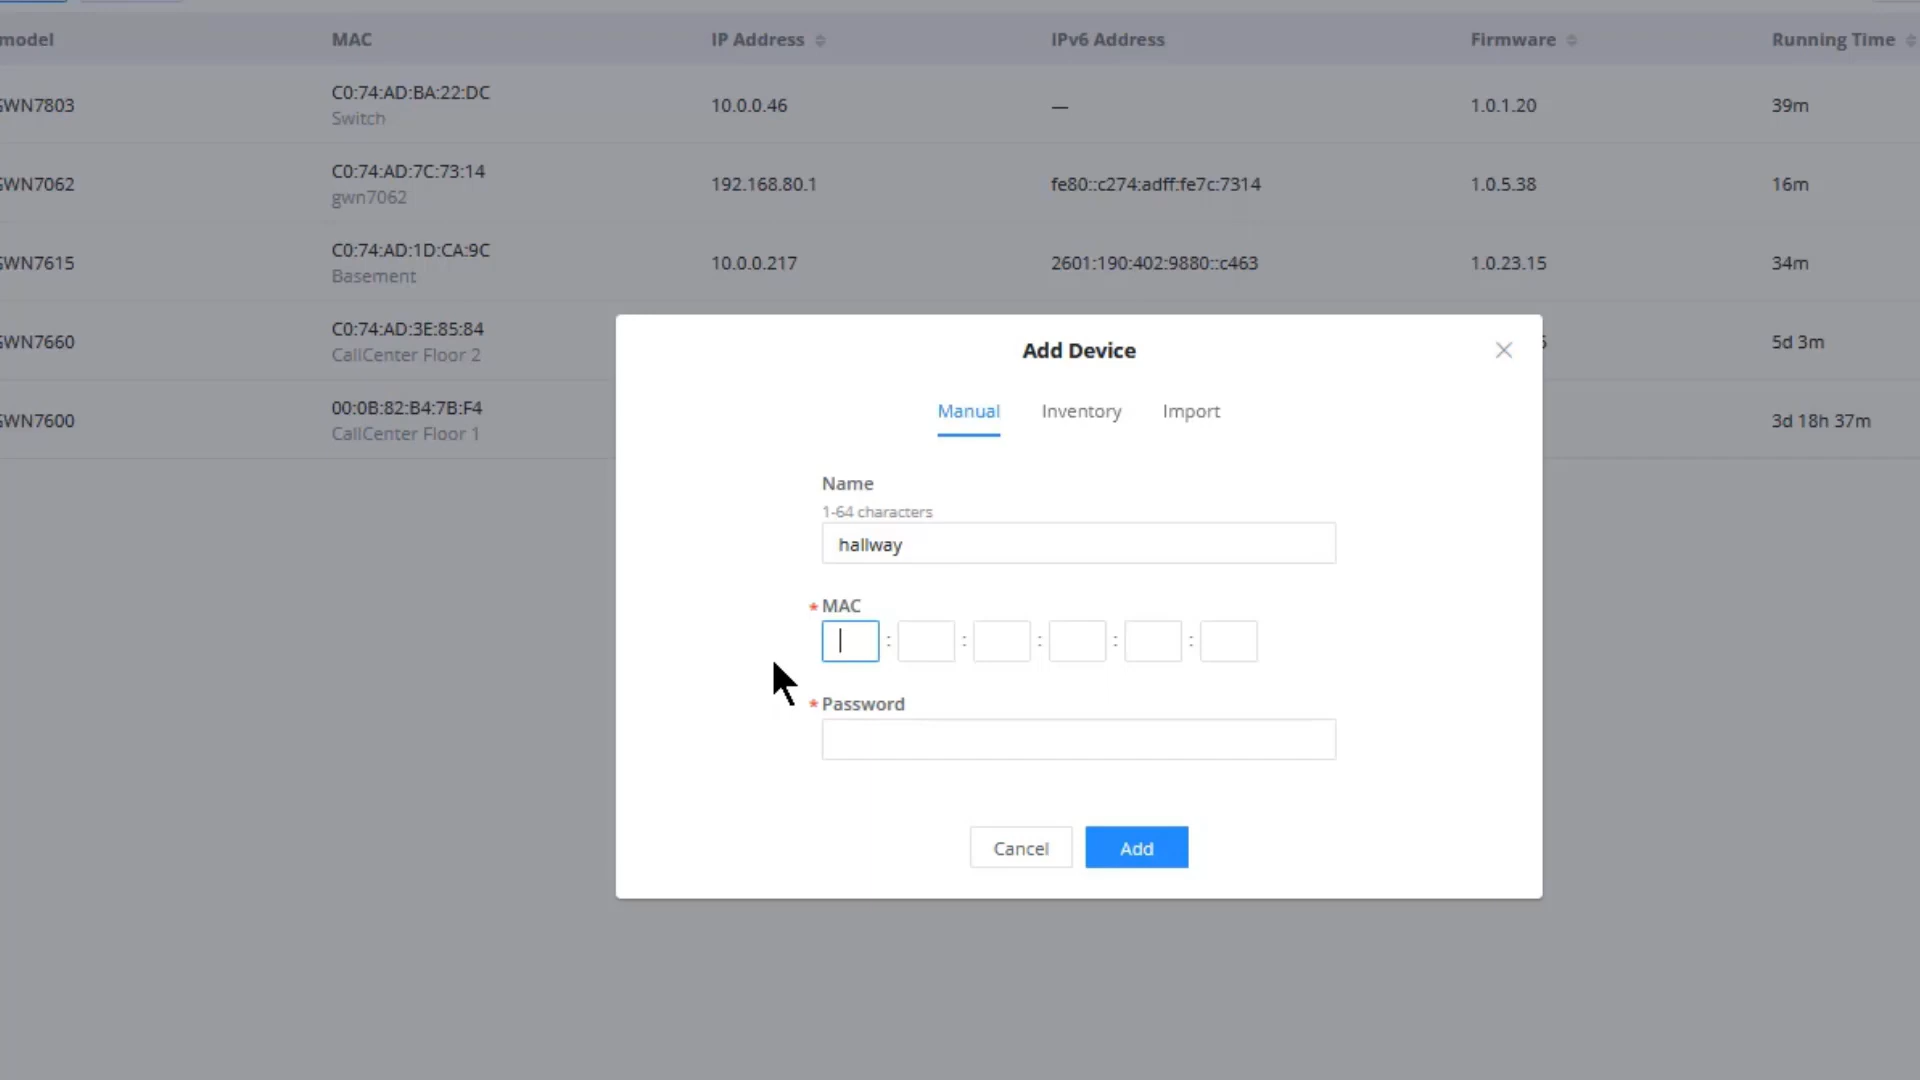 model MAC IP Address IPv6 Address Firmware Running Time
GWN7803 C0:74:AD:BA:22:DC 10.0.0.46 — 1.0.1.20 39m
Switch
GWN7062 C0:74:AD:7C:73:14 192.168.80.1 fe80::c274:adff:fe7c:7314 1.0.5.38 16m
gwn7062
GWN7615 C0:74:AD:1D:CA:9C 10.0.0.217 2601:190:402:9880::c463 1.0.23.15 34m
Basement
GWN7660 C0:74:AD:3E:85:84 5d 3m
CallCenter Floor 2
GWN7600 00:0B:82:B4:7B:F4 3d 18h 37m
CallCenter Floor 1
Add Device
Manual Inventory Import
Name
1-64 characters
hallway
* MAC
: : : : :
* Password
Cancel Add